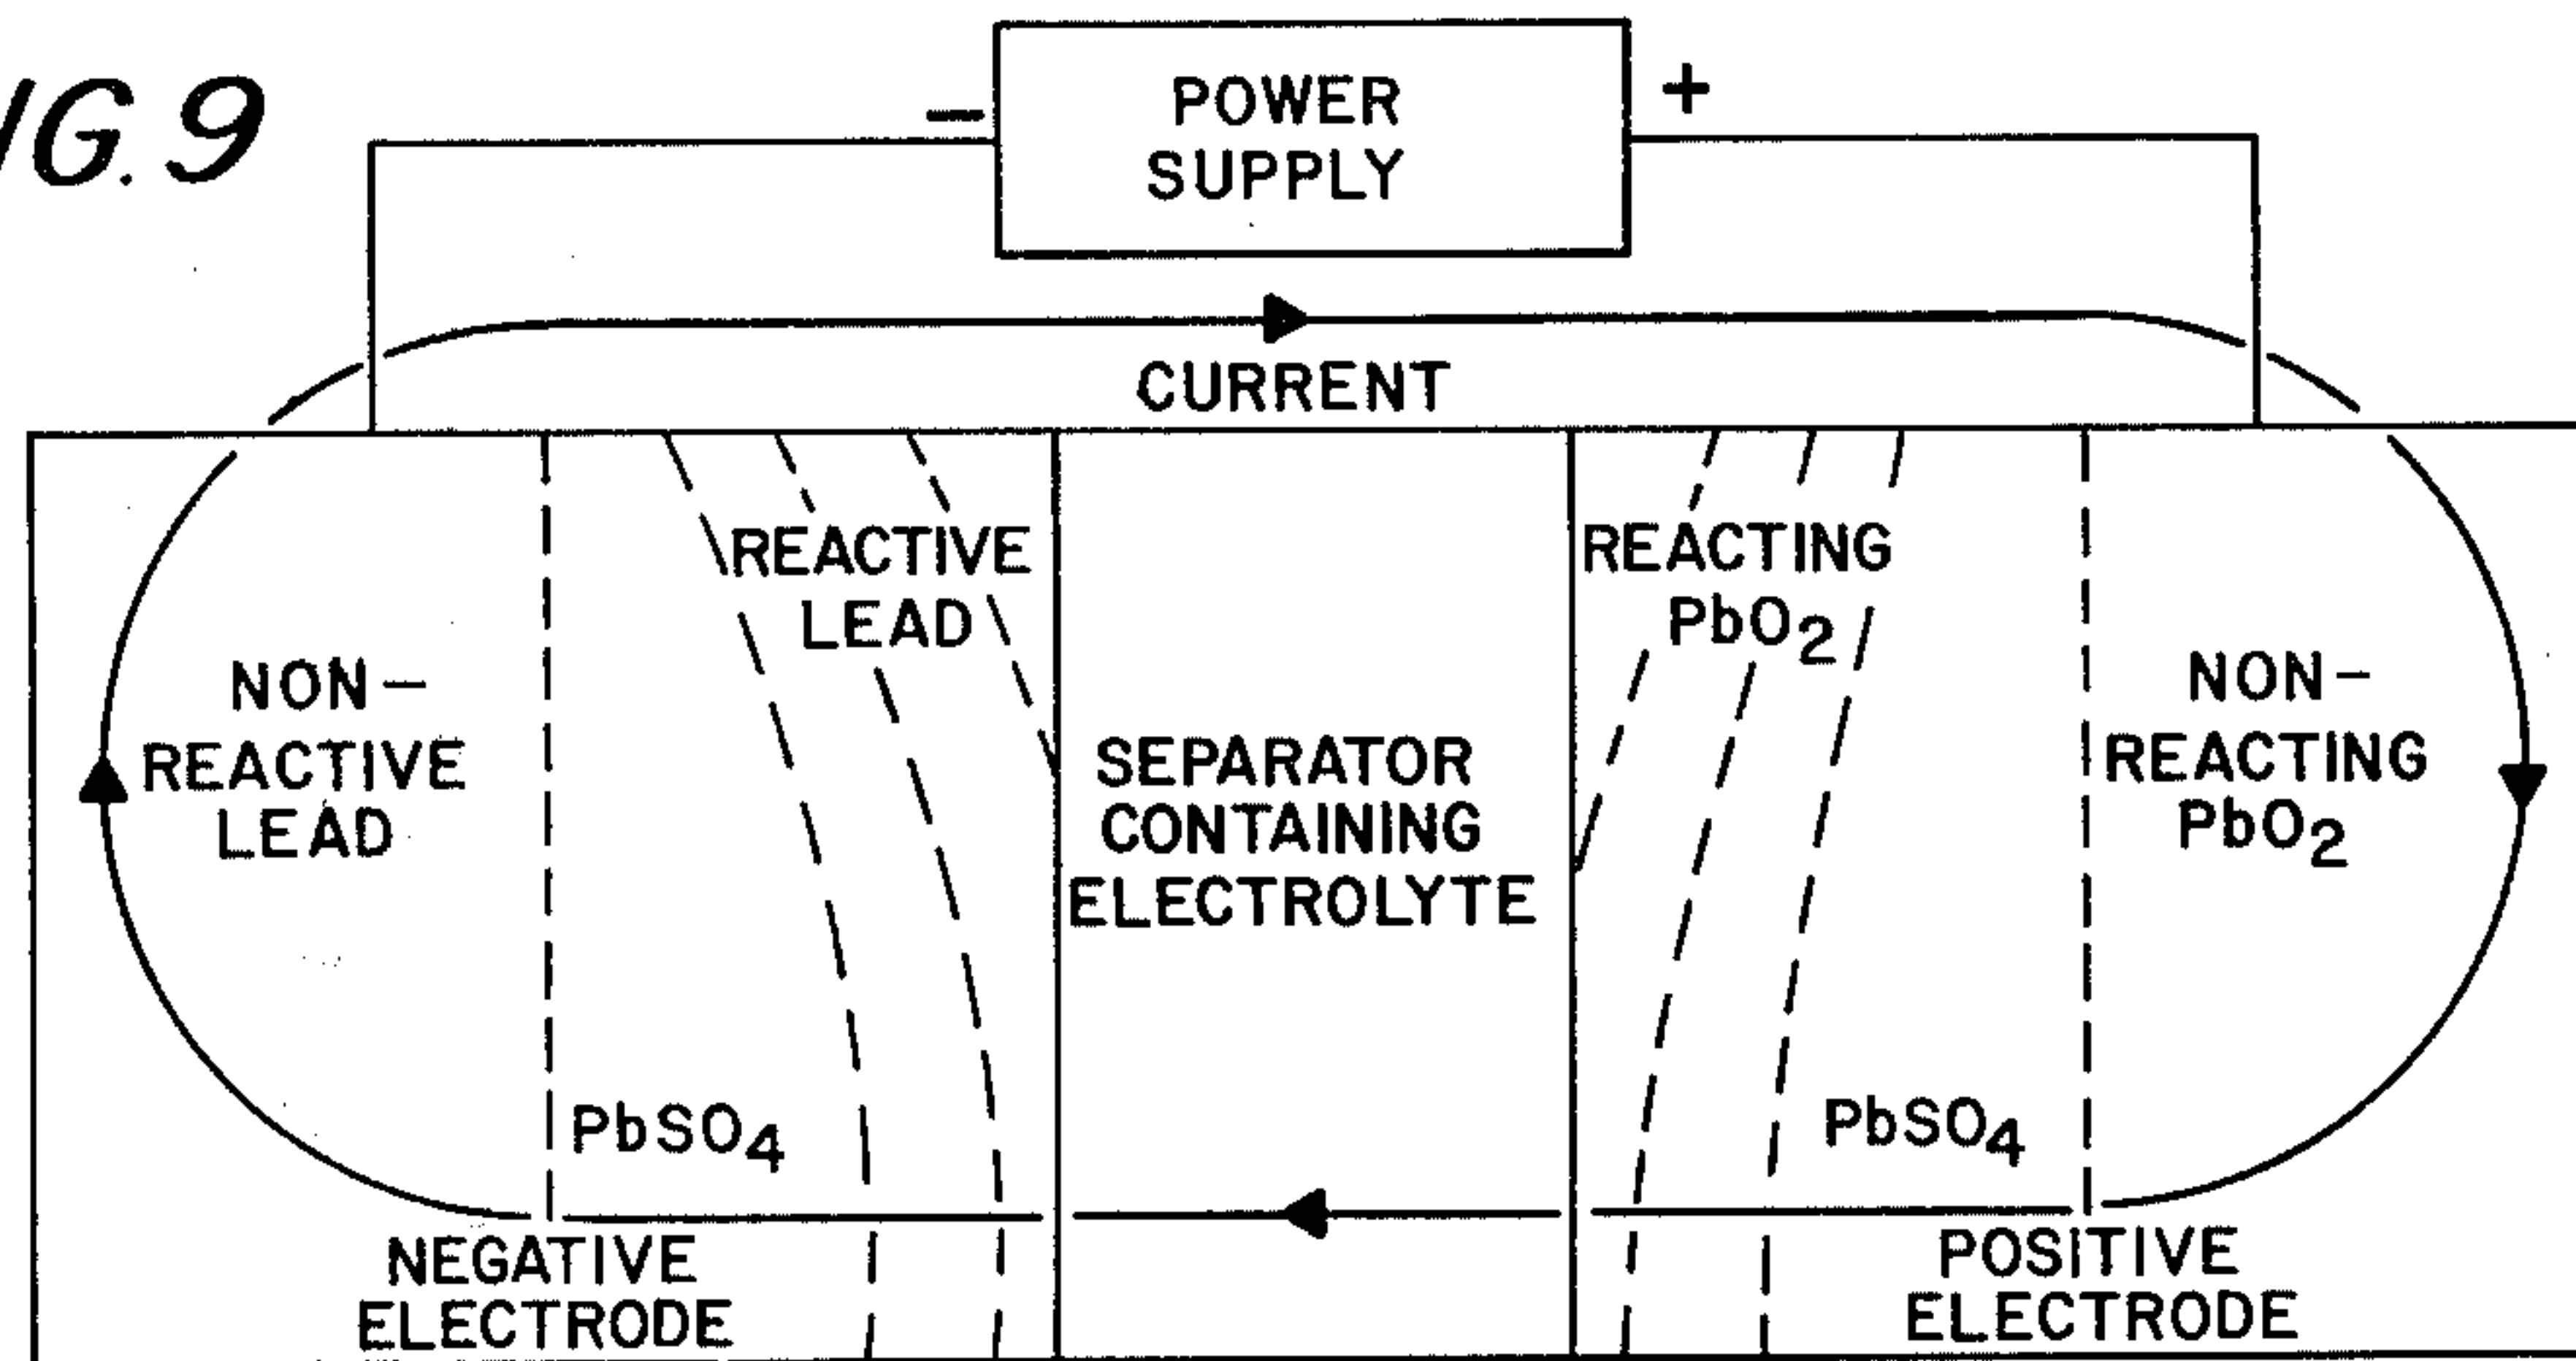 IG. 9
POWER
SUPPLY
−
+
CURRENT
REACTIVE
LEAD
REACTING
PbO2
NON-
REACTIVE
LEAD
SEPARATOR
CONTAINING
ELECTROLYTE
NON-
REACTING
PbO2
PbSO4
PbSO4
NEGATIVE
ELECTRODE
POSITIVE
ELECTRODE